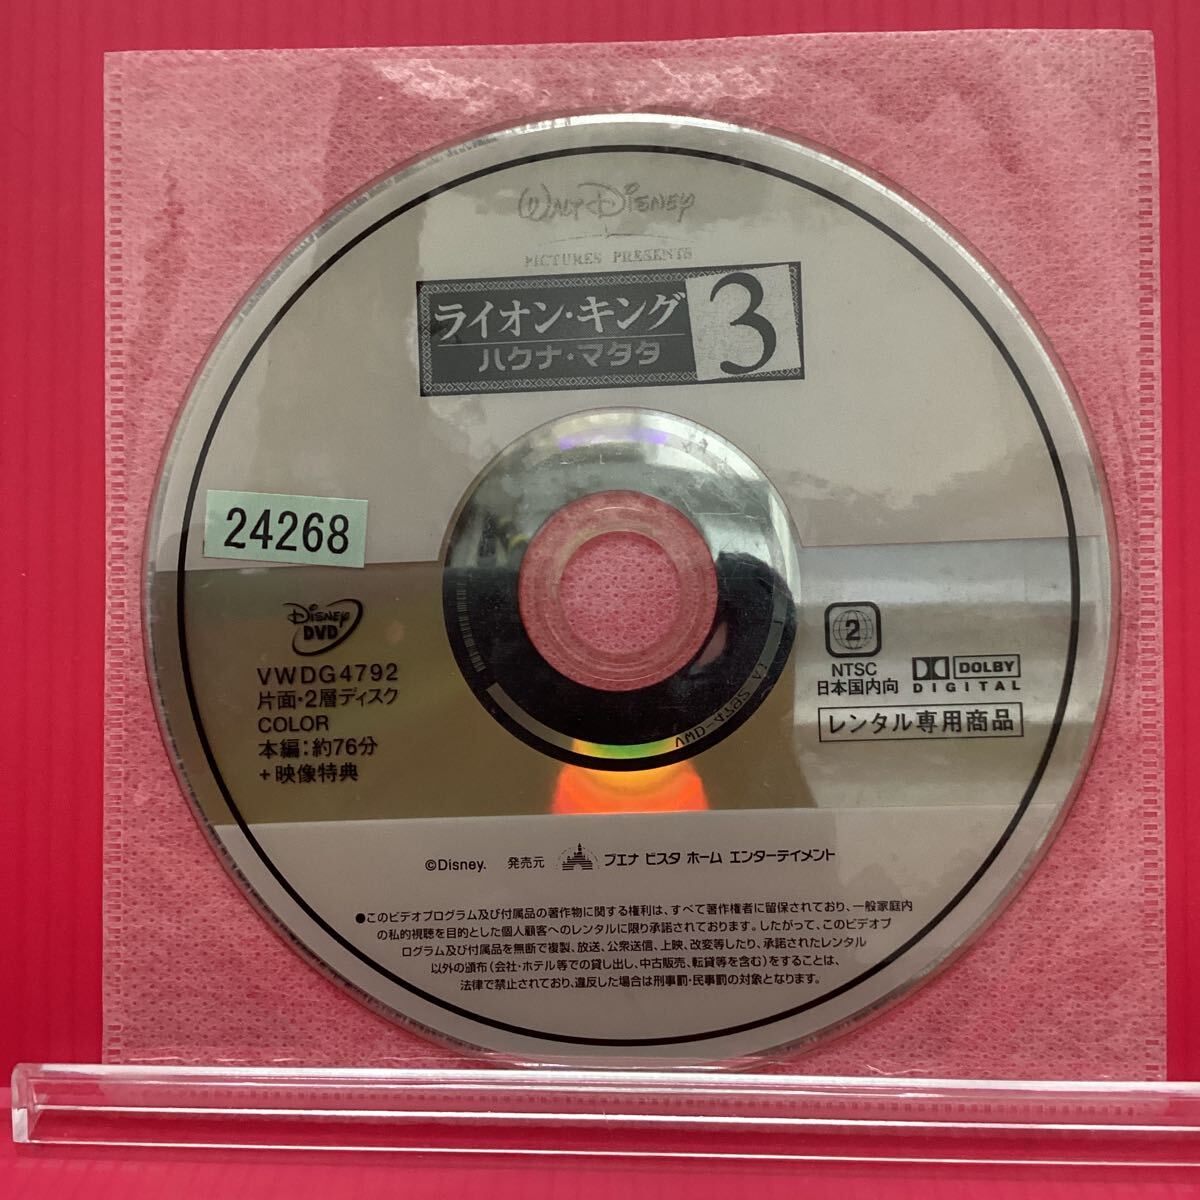 WALT DISNEY
PICTURES PRESENTS
ライオン・キング 3
ハクナ・マタタ
24268
DISNEY
DVD
VWDG4792
片面・2層ディスク
COLOR
本編：約76分
＋映像特典
2
NTSC
日本国内向
DOLBY
DIGITAL
レンタル専用商品
©Disney. 発売元 ブエナ ビスタ ホーム エンターテイメント
●このビデオプログラム及び付属品の著作物に関する権利は、すべて著作権者に留保されており、一般家庭内
の私的視聴を目的とした個人顧客へのレンタルに限り承諾されております。したがって、このビデオプ
ログラム及び付属品を無断で複製、放送、公衆送信、上映、改変等したり、承諾されたレンタル
以外の頒布（会社・ホテル等での貸し出し、中古販売、転貸等を含む）をすることは、
法律で禁止されており、違反した場合は刑事罰・民事罰の対象となります。